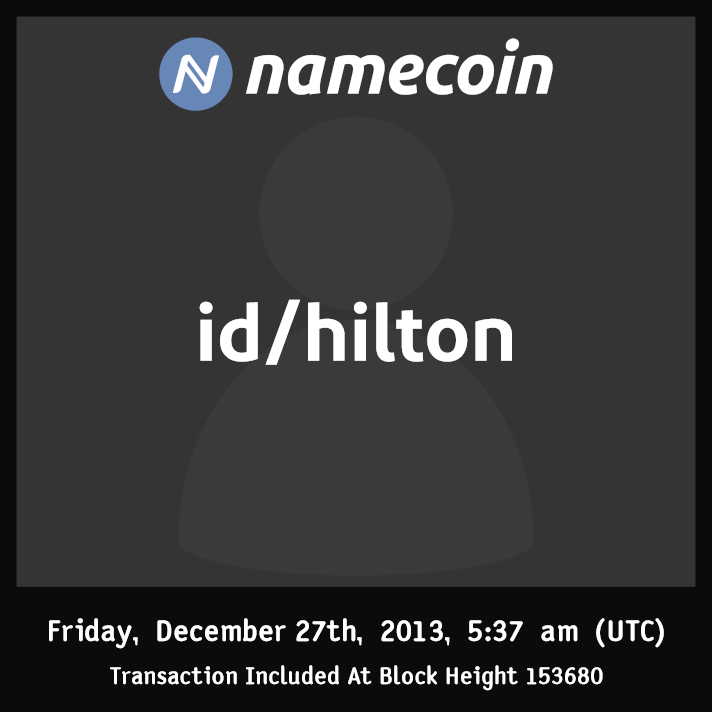 namecoin
id/hilton
Friday, December 27th, 2013, 5:37 am (UTC)
Transaction Included At Block Height 153680